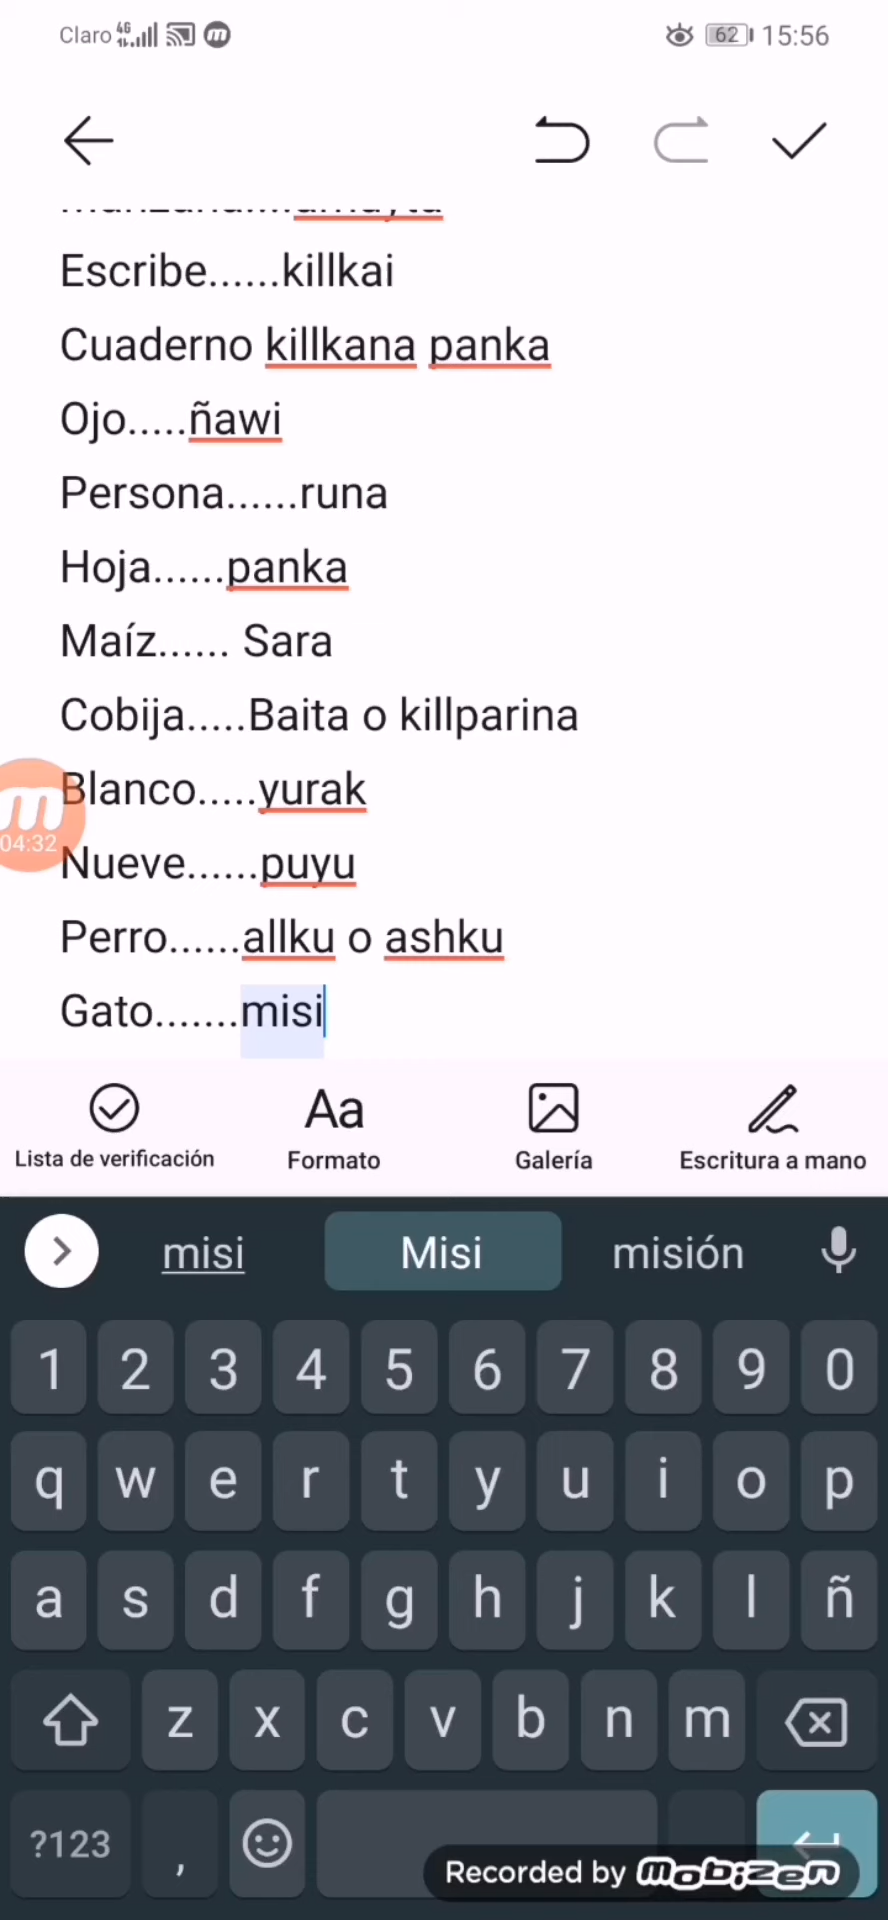 Claro 4G 62 15:56
Escribe......killkai
Cuaderno killkana panka
Ojo.....ñawi
Persona......runa
Hoja......panka
Maíz...... Sara
Cobija.....Baita o killparina
Blanco.....yurak
04:32
Nueve......puyu
Perro......allku o ashku
Gato.......misi
Lista de verificación
Aa
Formato
Galería
Escritura a mano
misi Misi misión
1 2 3 4 5 6 7 8 9 0
q w e r t y u i o p
a s d f g h j k l ñ
z x c v b n m
?123 ,
Recorded by mobizen